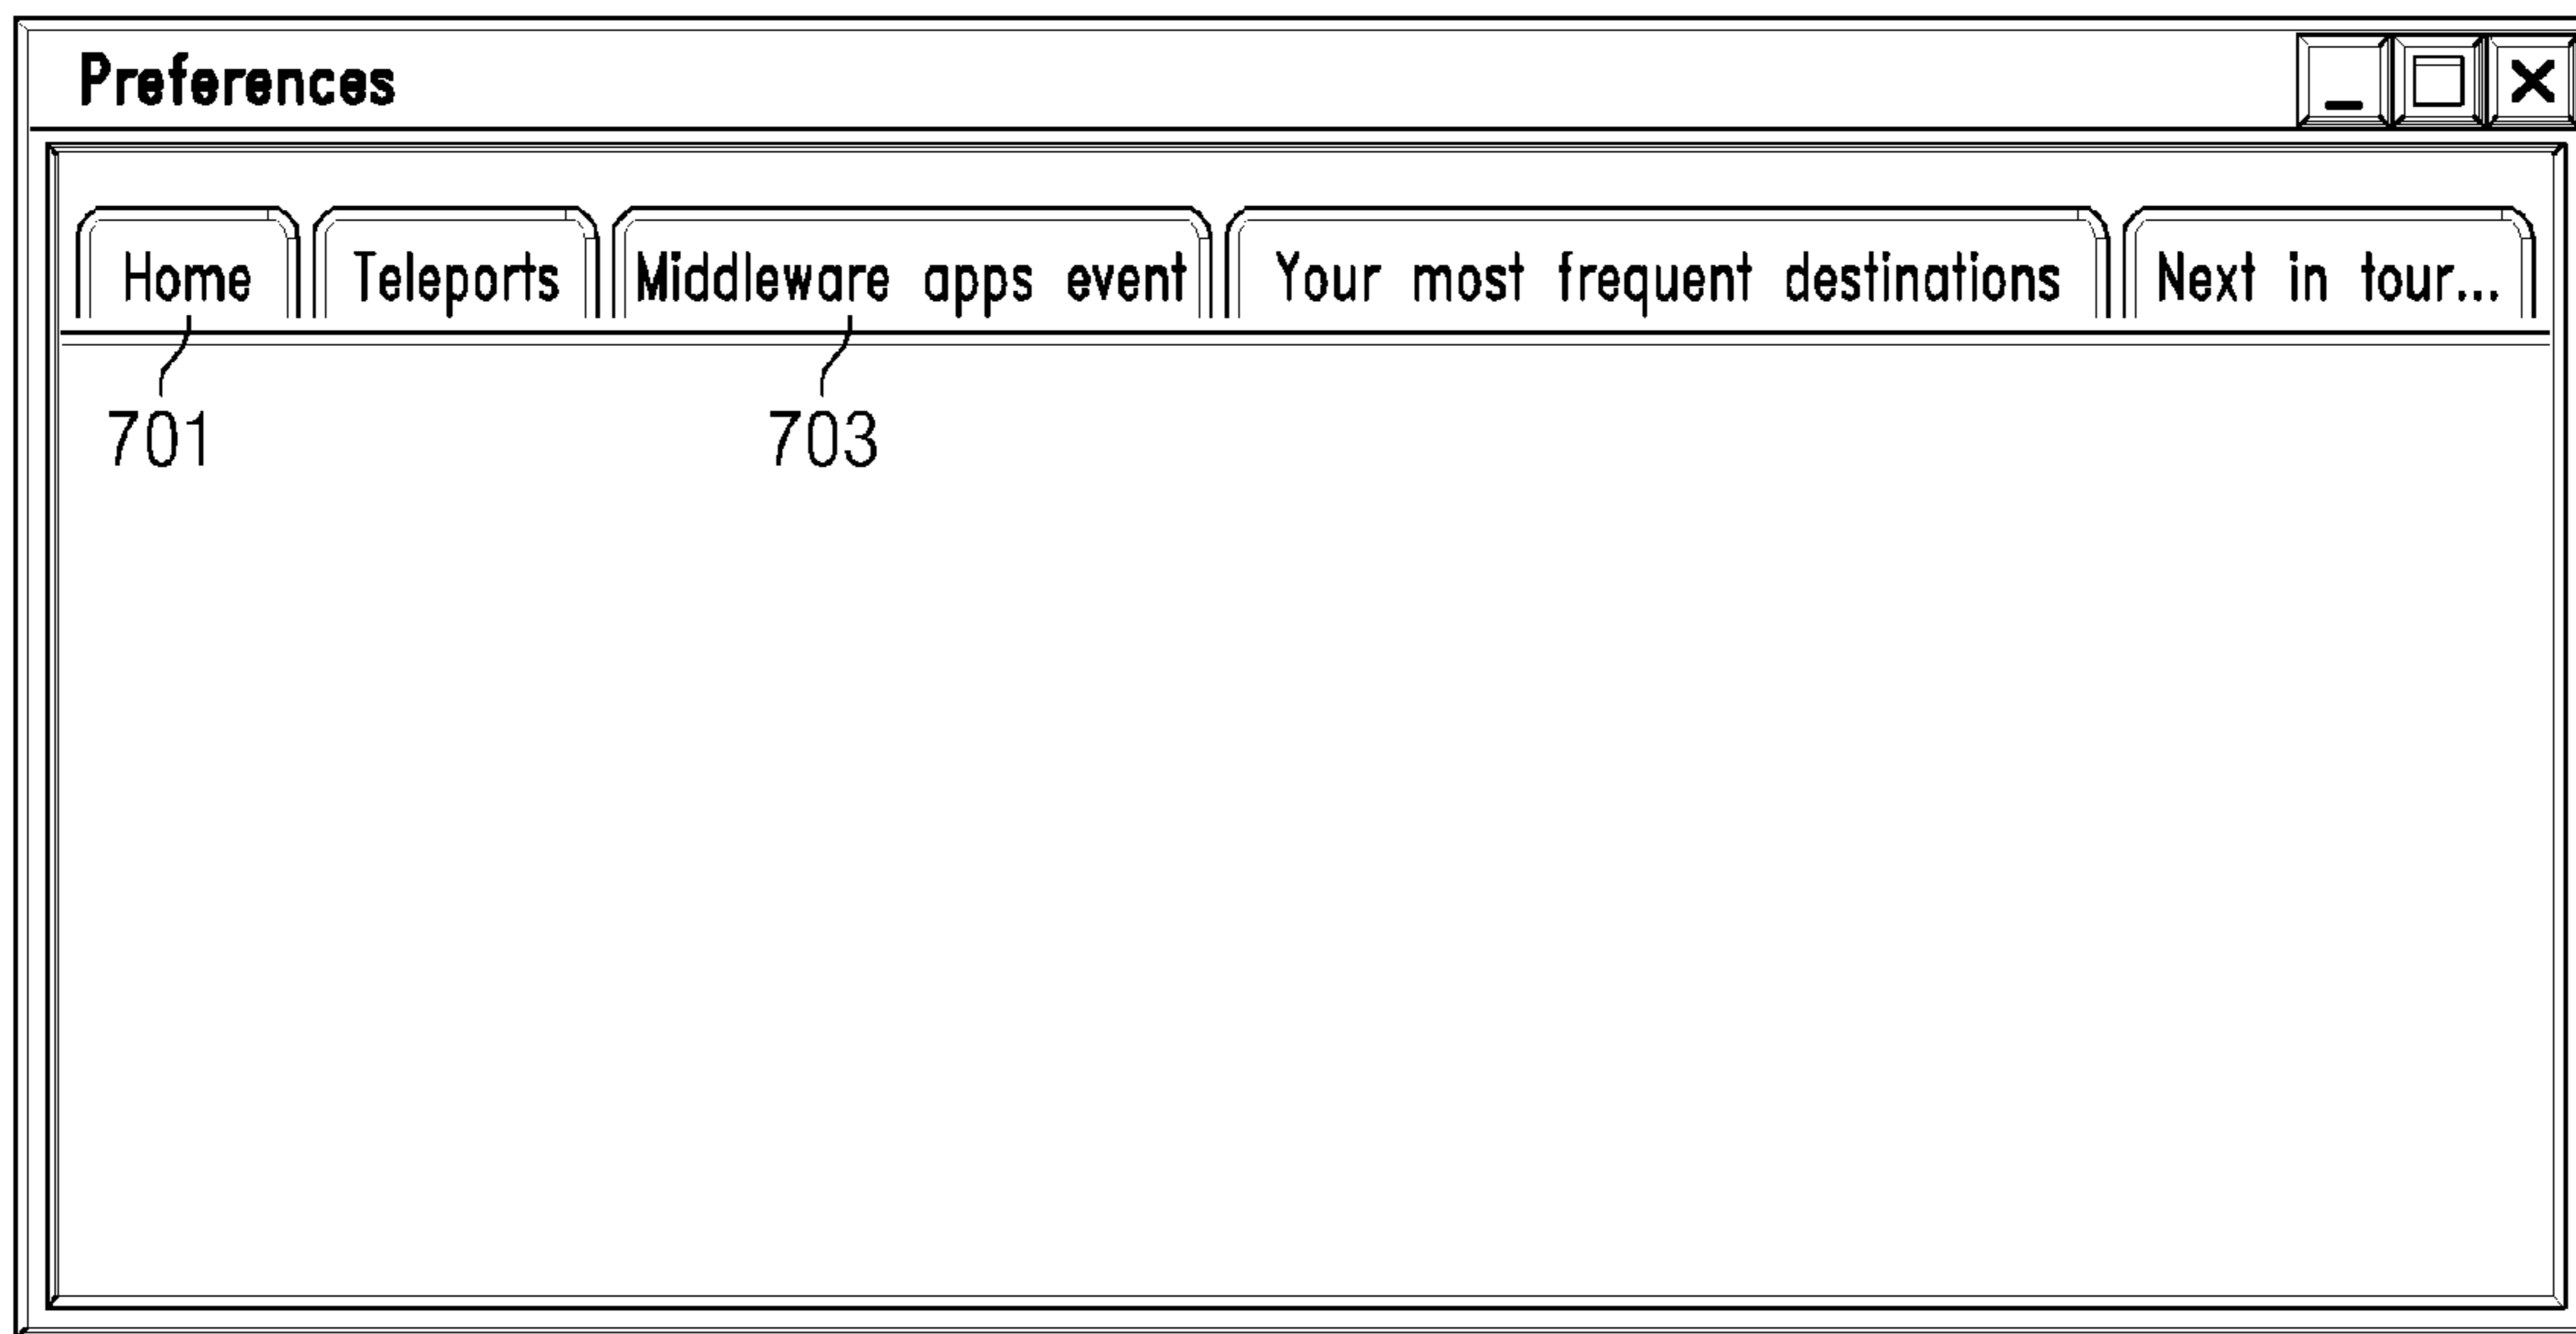 Preferences
Home Teleports Middleware apps event Your most frequent destinations Next in tour...
701 703